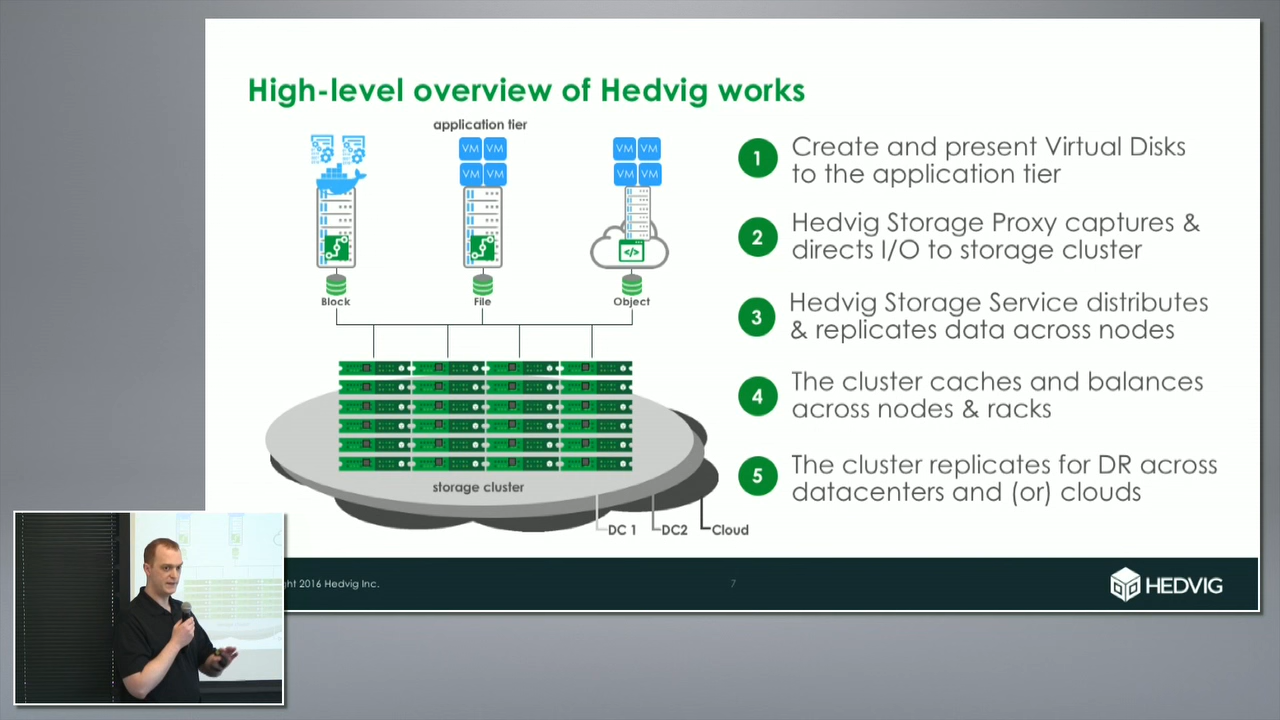 High-level overview of Hedvig works
application tier
VM VM VM VM
VM VM VM VM
Block File Object
storage cluster
DC 1 DC2 Cloud
1 Create and present Virtual Disks
to the application tier
2 Hedvig Storage Proxy captures &
directs I/O to storage cluster
3 Hedvig Storage Service distributes
& replicates data across nodes
4 The cluster caches and balances
across nodes & racks
5 The cluster replicates for DR across
datacenters and (or) clouds
2016 Hedvig Inc.
7
HEDVIG